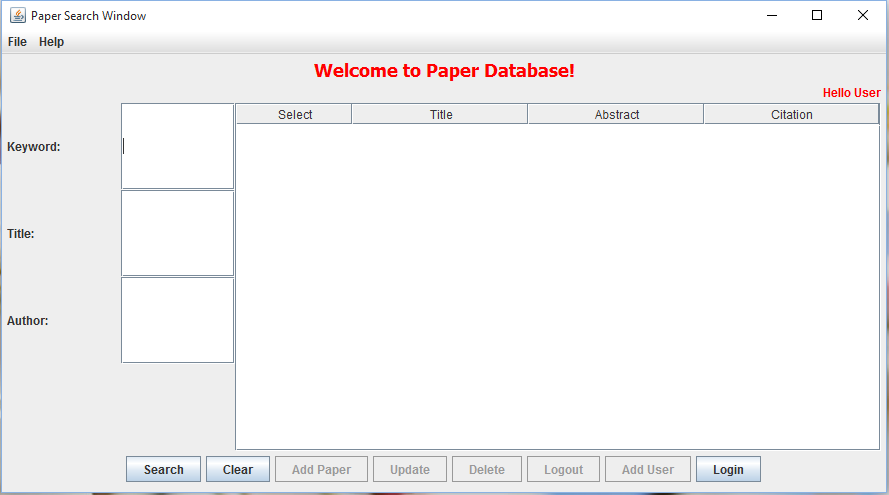 Paper Search Window
File Help
Welcome to Paper Database!
Hello User
Select Title Abstract Citation
Keyword:
Title:
Author:
Search Clear Add Paper Update Delete Logout Add User Login